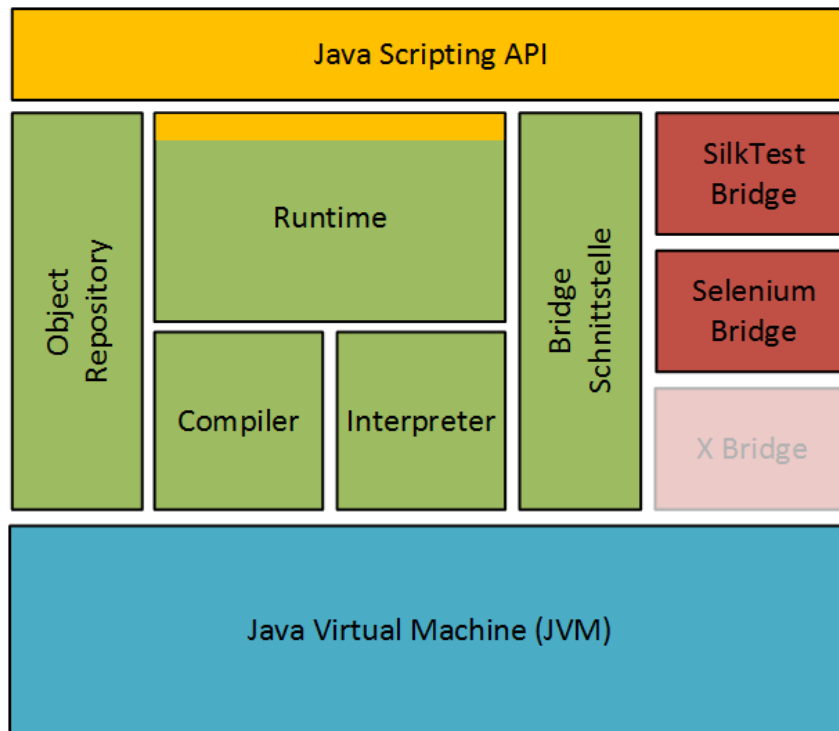 Java Scripting API
Object
Repository
Runtime
Compiler
Interpreter
Bridge
Schnittstelle
SilkTest
Bridge
Selenium
Bridge
X Bridge
Java Virtual Machine (JVM)